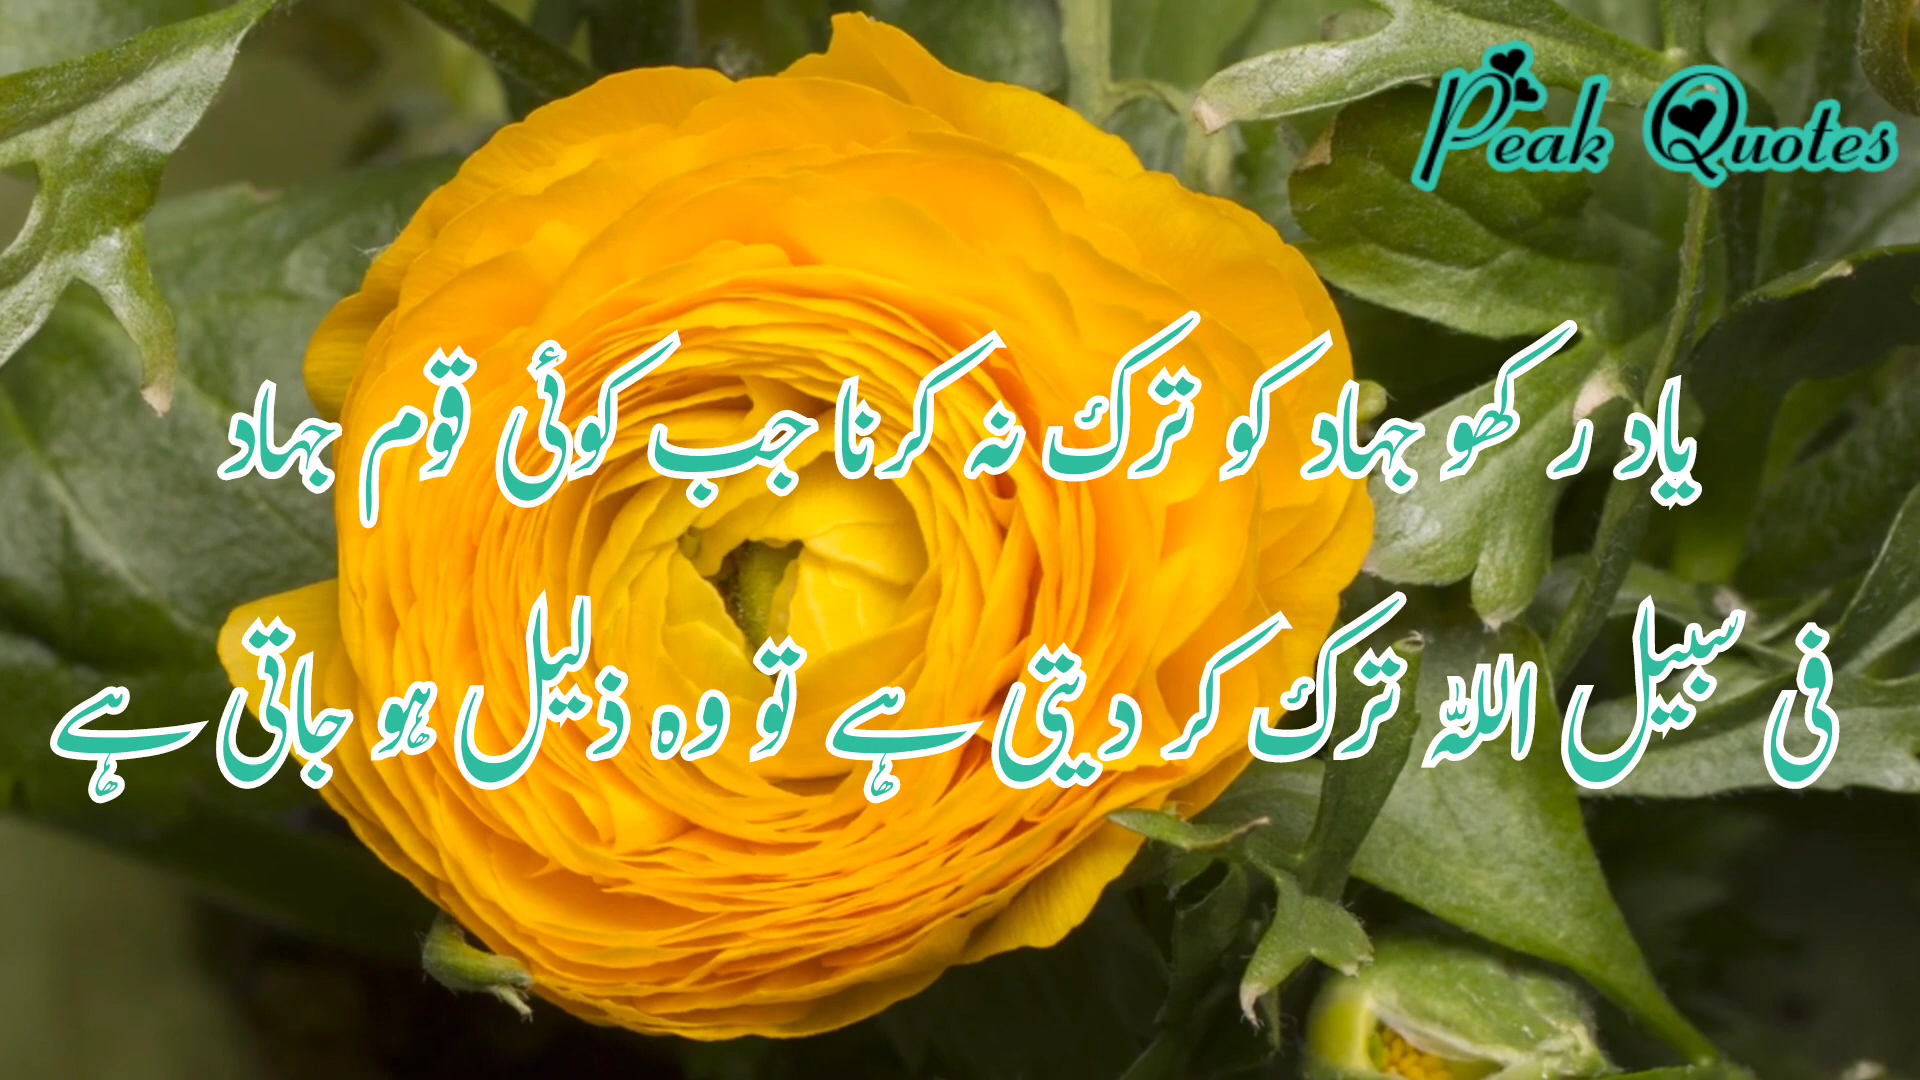 Peak Quotes
یاد رکھو جہاد کو ترک نہ کرنا جب کوئی قوم جہاد
فی سبیل اللہ ترک کر دیتی ہے تو وہ ذلیل ہو جاتی ہے